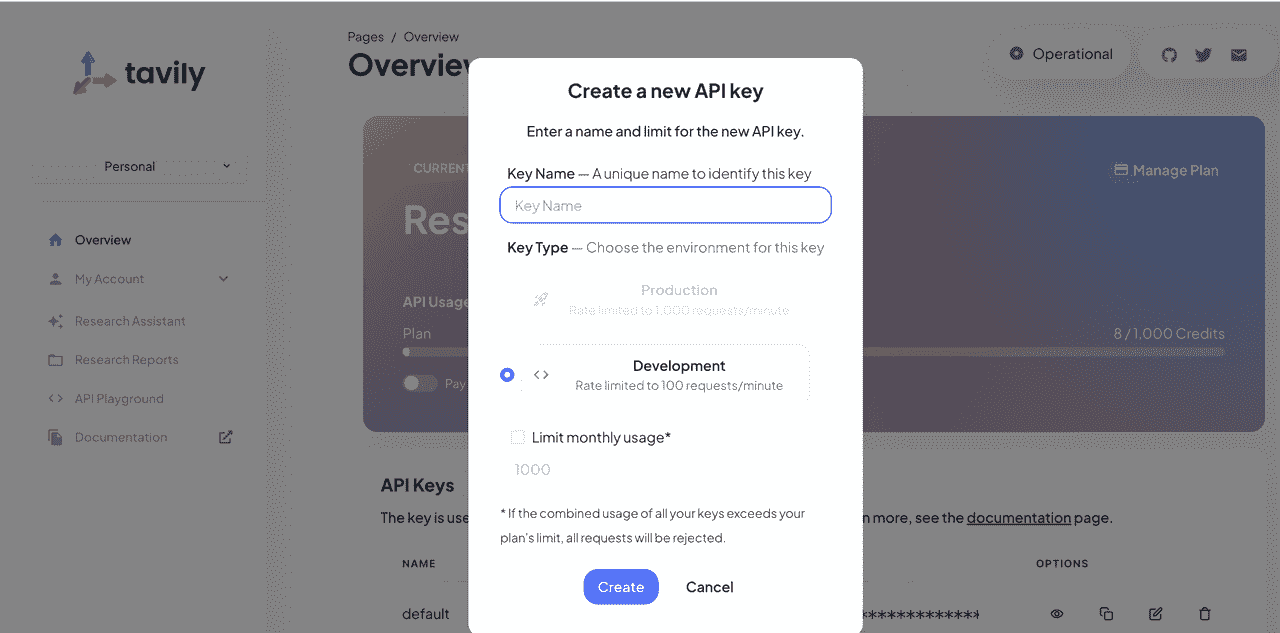 tavily
Personal
Overview
My Account
Research Assistant
Research Reports
API Playground
Documentation
Pages / Overview
Overview
Operational
CURRENT
Manage Plan
Res
API Usage
Plan
8 / 1,000 Credits
Pay
API Keys
The key is use
n more, see the documentation page.
NAME
OPTIONS
default
*************
Create a new API key
Enter a name and limit for the new API key.
Key Name — A unique name to identify this key
Key Name
Key Type — Choose the environment for this key
Production
Rate limited to 1,000 requests/minute
Development
Rate limited to 100 requests/minute
Limit monthly usage*
1000
* If the combined usage of all your keys exceeds your
plan's limit, all requests will be rejected.
Create
Cancel